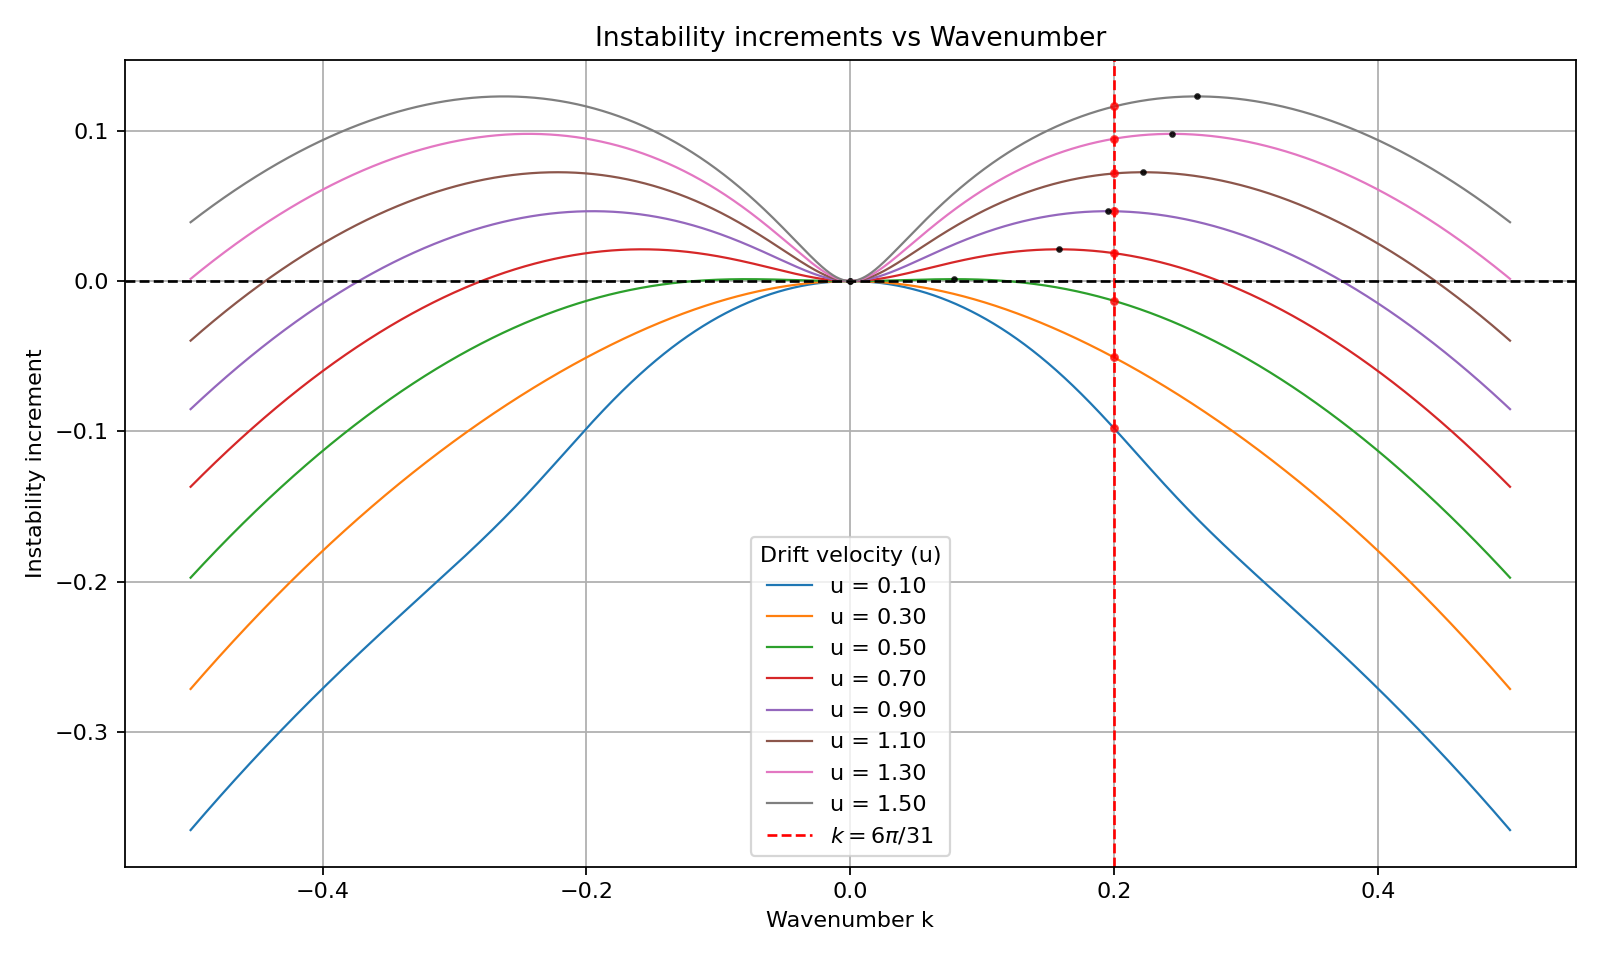 Instability increments vs Wavenumber
Instability increment
0.1
0.0
−0.1
−0.2
−0.3
Drift velocity (u)
u = 0.10
u = 0.30
u = 0.50
u = 0.70
u = 0.90
u = 1.10
u = 1.30
u = 1.50
k = 6π/31
−0.4 −0.2 0.0 0.2 0.4
Wavenumber k